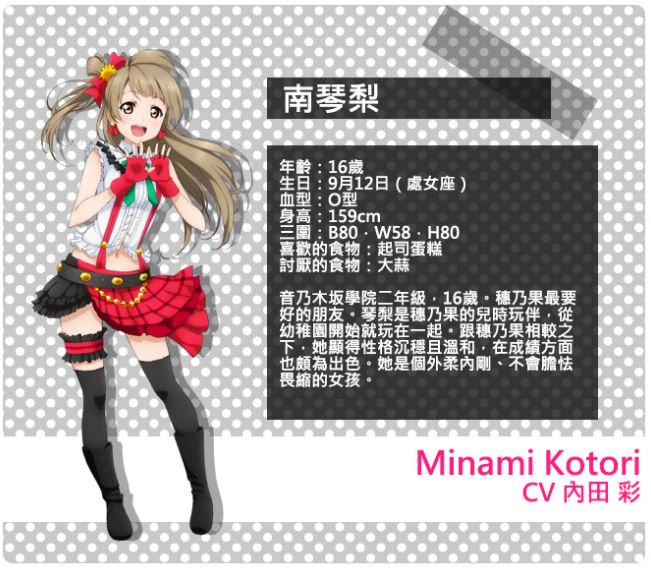 南琴梨
年齡：16歲
生日：9月12日（處女座）
血型：O型
身高：159cm
三圍：B80．W58．H80
喜歡的食物：起司蛋糕
討厭的食物：大蒜
音乃木坂學院二年級，16歲。穗乃果最要
好的朋友。琴梨是穗乃果的兒時玩伴，從
幼稚園開始就玩在一起。跟穗乃果相較之
下，她顯得性格沉穩且溫和，在成績方面
也頗為出色。她是個外柔內剛、不會膽怯
畏縮的女孩。
Minami Kotori
CV 內田 彩